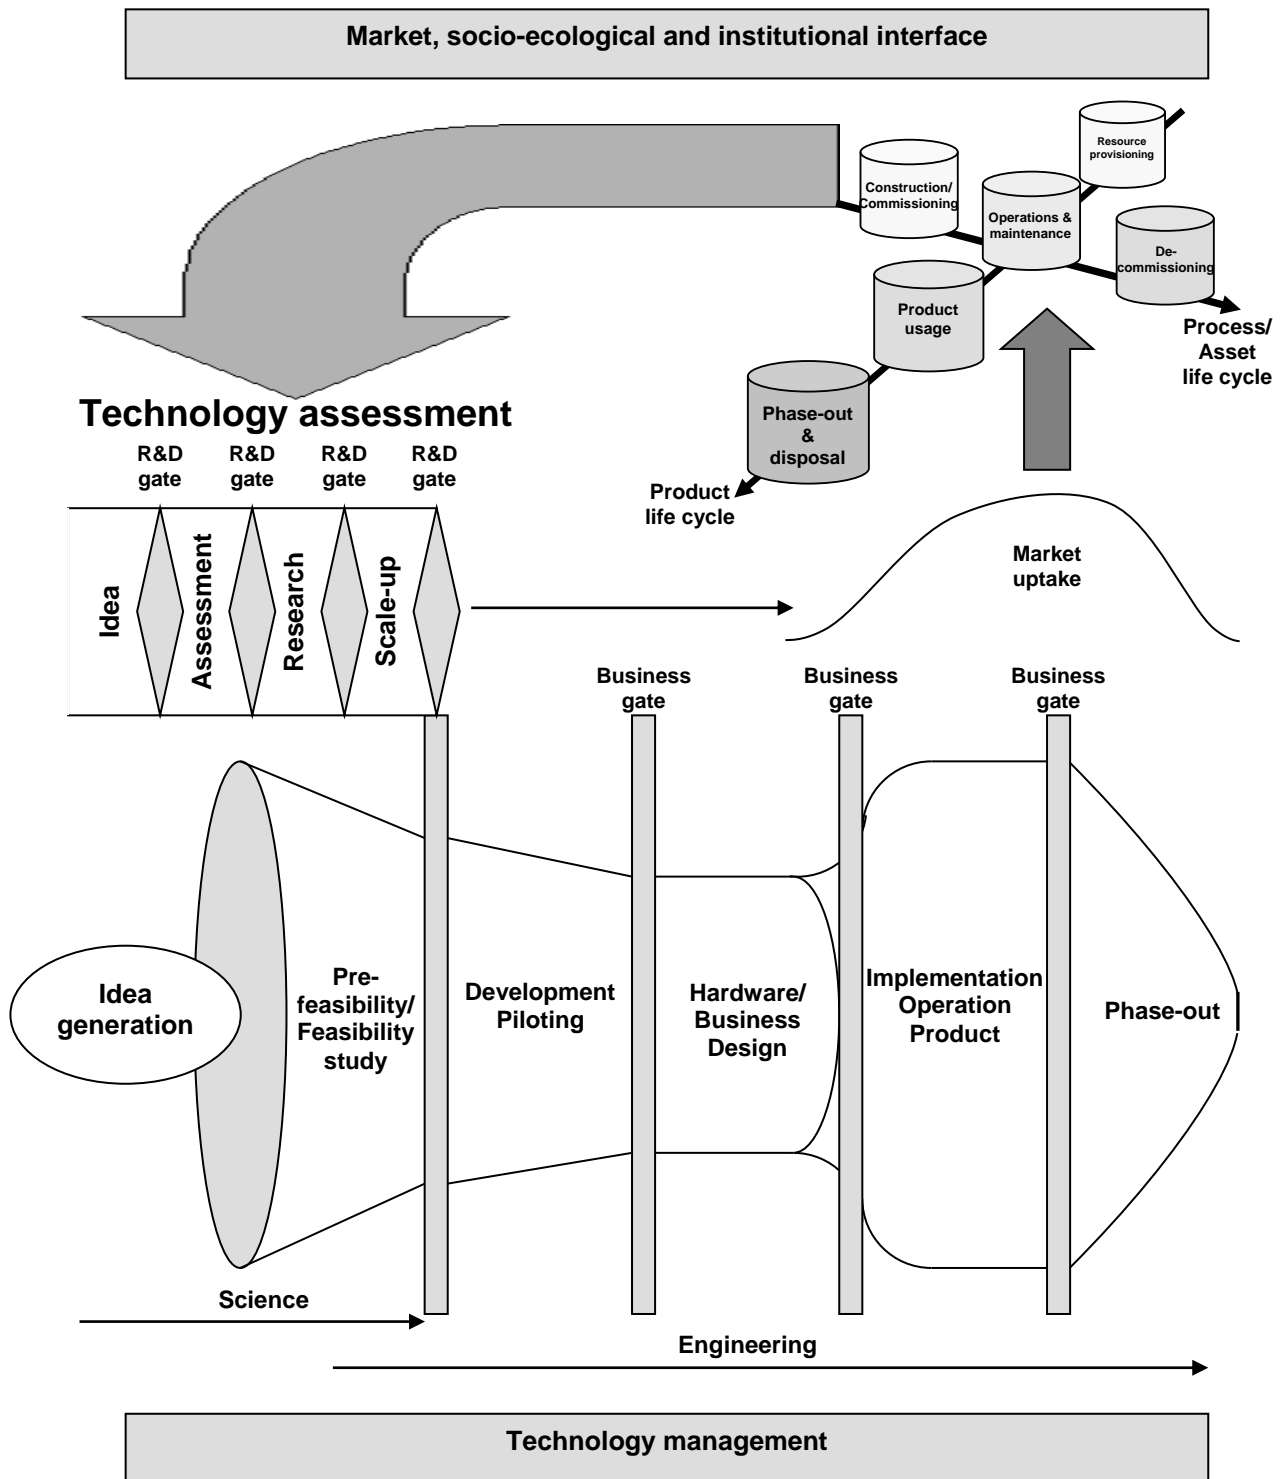 Market, socio-ecological and institutional interface
Resource
provisioning
Construction/
Commissioning
Operations &
maintenance
De-
commissioning
Product
usage
Process/
Asset
life cycle
Phase-out
&
disposal
Product
life cycle
Technology assessment
R&D
gate
R&D
gate
R&D
gate
R&D
gate
Idea
Assessment
Research
Scale-up
Market
uptake
Business
gate
Business
gate
Business
gate
Idea
generation
Pre-
feasibility/
Feasibility
study
Development
Piloting
Hardware/
Business
Design
Implementation
Operation
Product
Phase-out
Science
Engineering
Technology management